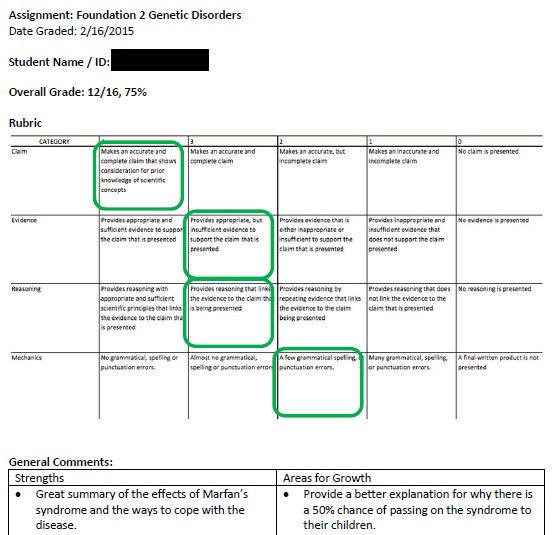 Assignment: Foundation 2 Genetic Disorders
Date Graded: 2/16/2015
Student Name / ID:
Overall Grade: 12/16, 75%
Rubric
CATEGORY 4 3 2 1 0
Claim
Makes an accurate and
complete claim that shows
consideration for prior
knowledge of scientific
concepts
Makes an accurate and
complete claim
Makes an accurate, but
incomplete claim
Makes an inaccurate and
incomplete claim
No claim is presented
Evidence
Provides appropriate and
sufficient evidence to suppor
the claim that is presented
Provides appropriate, but
insufficient evidence to
support the claim that is
presented
Provides evidence that is
either inappropriate or
insufficient to support the
claim that is presented
Provides inappropriate and
insufficient evidence that
does not support the claim
presented
No evidence is presented
Reasoning
Provides reasoning with
appropriate and sufficient
scientific principles that links
the evidence to the claim tha
is presented
Provides reasoning that links
the evidence to the claim tha
is being presented
Provides reasoning by
repeating evidence that links
the evidence to the claim
being presented
Provides reasoning that does
not link the evidence to the
claim that is presented
No reasoning is presented
Mechanics
No grammatical, spelling or
punctuation errors.
Almost no grammatical,
spelling or punctuation error
A few grammatical spelling,
punctuation errors.
Many grammatical, spelling,
or punctuation errors.
A final written product is not
presented
General Comments:
Strengths
• Great summary of the effects of Marfan's
syndrome and the ways to cope with the
disease.
Areas for Growth
• Provide a better explanation for why there is
a 50% chance of passing on the syndrome to
their children.